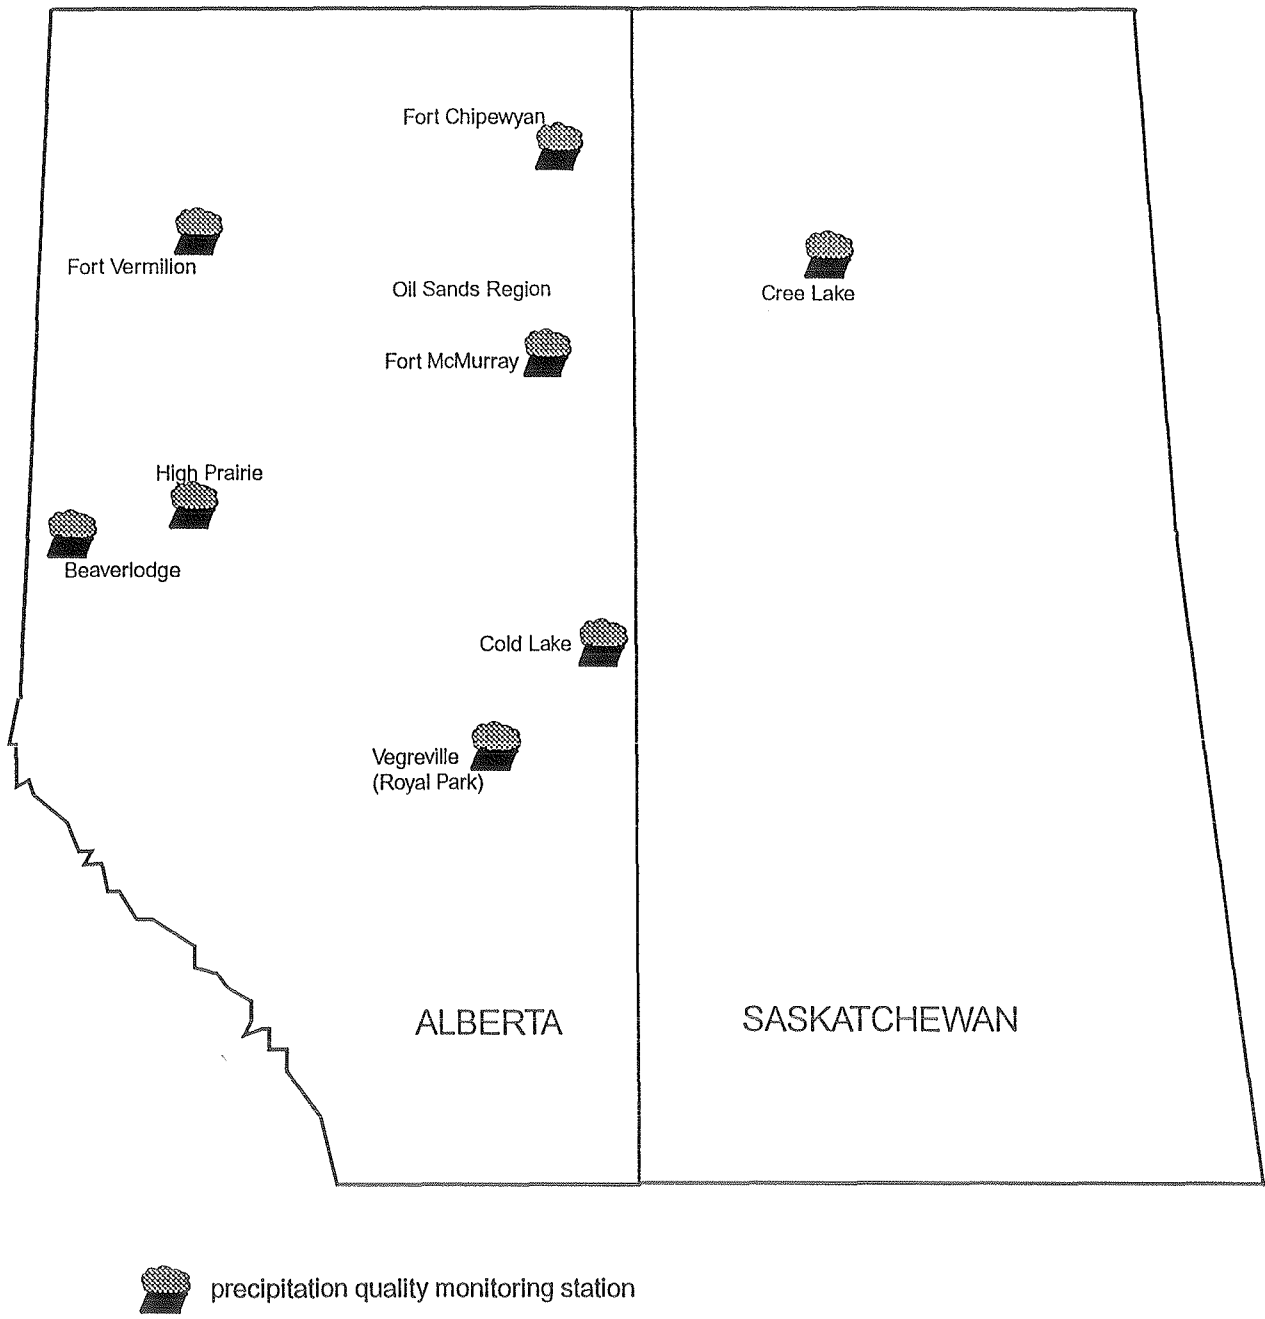 Fort Chipewyan
Fort Vermilion
Oil Sands Region
Cree Lake
Fort McMurray
High Prairie
Beaverlodge
Cold Lake
Vegreville
(Royal Park)
ALBERTA
SASKATCHEWAN
precipitation quality monitoring station